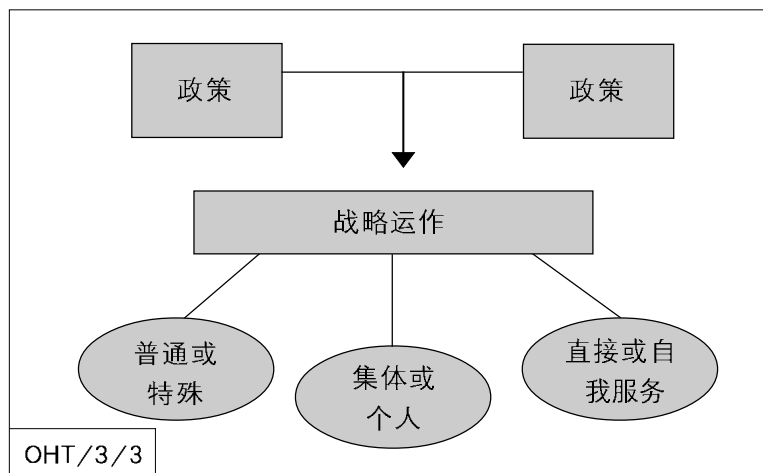 政策
政策
战略运作
普通或
特殊
集体或
个人
直接或自
我服务
OHT/3/3